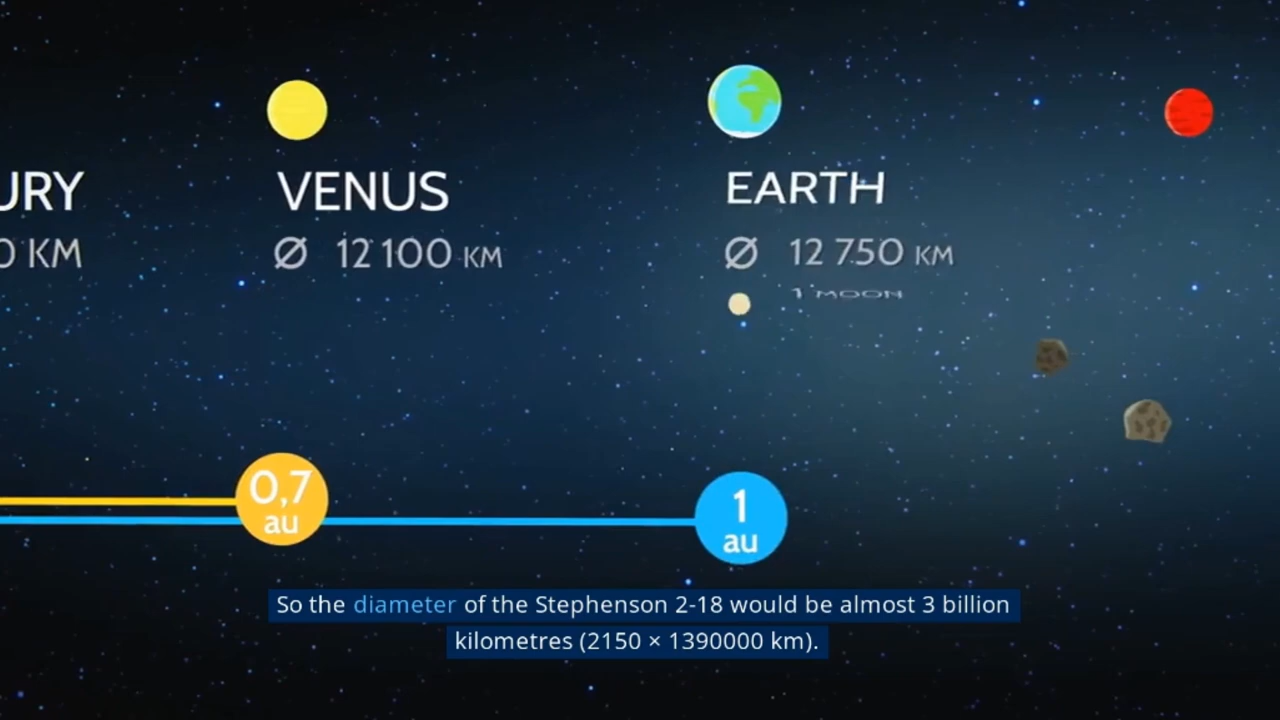 URY
VENUS
EARTH
0 KM
Ø 12 100 KM
Ø 12 750 KM
1 MOON
0,7
au
1
au
So the diameter of the Stephenson 2-18 would be almost 3 billion
kilometres (2150 × 1390000 km).